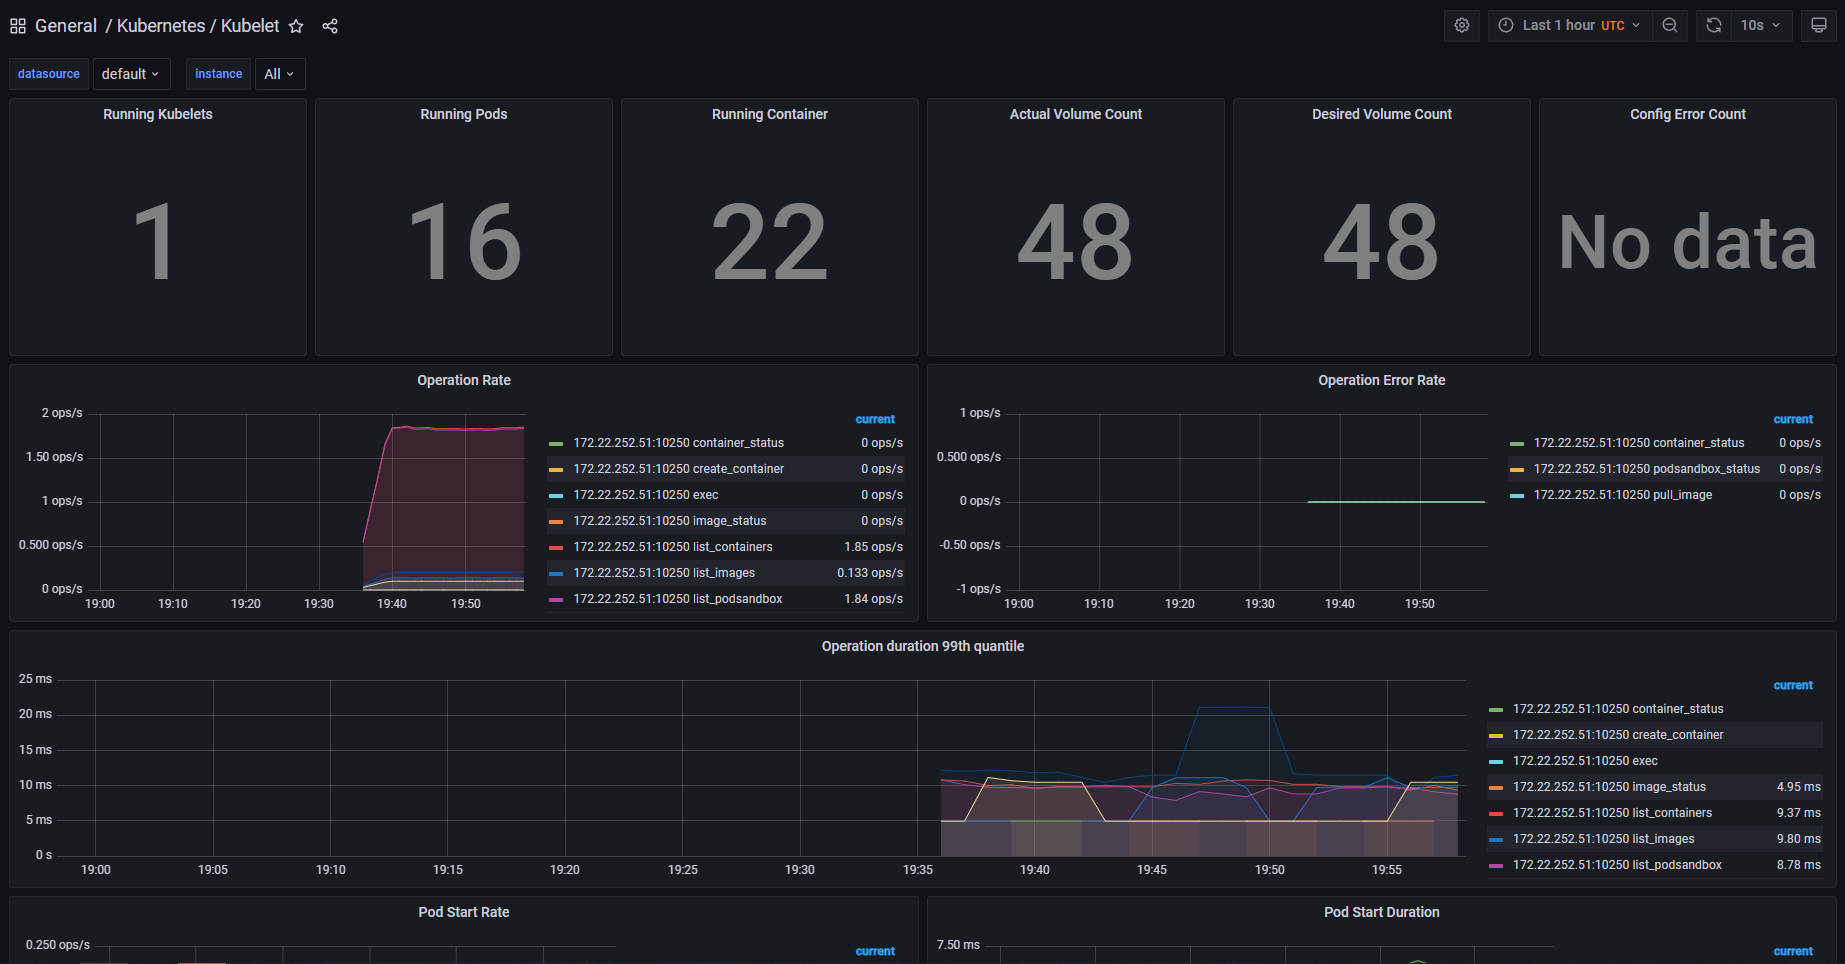 General / Kubernetes / Kubelet
Last 1 hour UTC
10s
datasource default instance All
Running Kubelets
1
Running Pods
16
Running Container
22
Actual Volume Count
48
Desired Volume Count
48
Config Error Count
No data
Operation Rate
2 ops/s
1.50 ops/s
1 ops/s
0.500 ops/s
0 ops/s
19:00 19:10 19:20 19:30 19:40 19:50
current
172.22.252.51:10250 container_status 0 ops/s
172.22.252.51:10250 create_container 0 ops/s
172.22.252.51:10250 exec 0 ops/s
172.22.252.51:10250 image_status 0 ops/s
172.22.252.51:10250 list_containers 1.85 ops/s
172.22.252.51:10250 list_images 0.133 ops/s
172.22.252.51:10250 list_podsandbox 1.84 ops/s
Operation Error Rate
1 ops/s
0.500 ops/s
0 ops/s
-0.50 ops/s
-1 ops/s
19:00 19:10 19:20 19:30 19:40 19:50
current
172.22.252.51:10250 container_status 0 ops/s
172.22.252.51:10250 podsandbox_status 0 ops/s
172.22.252.51:10250 pull_image 0 ops/s
Operation duration 99th quantile
25 ms
20 ms
15 ms
10 ms
5 ms
0 s
19:00 19:05 19:10 19:15 19:20 19:25 19:30 19:35 19:40 19:45 19:50 19:55
current
172.22.252.51:10250 container_status
172.22.252.51:10250 create_container
172.22.252.51:10250 exec
172.22.252.51:10250 image_status 4.95 ms
172.22.252.51:10250 list_containers 9.37 ms
172.22.252.51:10250 list_images 9.80 ms
172.22.252.51:10250 list_podsandbox 8.78 ms
Pod Start Rate
0.250 ops/s
current
Pod Start Duration
7.50 ms
current